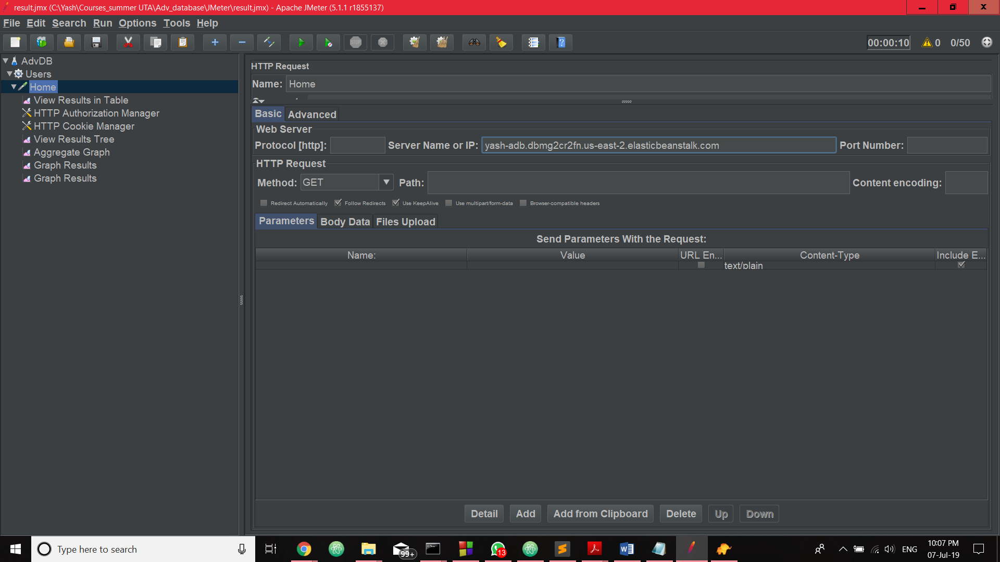 result.jmx (C:\Yash\Courses_summer UTA\Adv_database\JMeter\result.jmx) - Apache JMeter (5.1.1 r1855137)
File Edit Search Run Options Tools Help
00:00:10 0 0/50
AdvDB
Users
Home
View Results in Table
HTTP Authorization Manager
HTTP Cookie Manager
View Results Tree
Aggregate Graph
Graph Results
Graph Results
HTTP Request
Name: Home
Basic Advanced
Web Server
Protocol [http]: Server Name or IP: yash-adb.dbmg2cr2fn.us-east-2.elasticbeanstalk.com Port Number:
HTTP Request
Method: GET Path: Content encoding:
Redirect Automatically Follow Redirects Use KeepAlive Use multipart/form-data Browser-compatible headers
Parameters Body Data Files Upload
Send Parameters With the Request:
Name: Value URL En... Content-Type Include E...
text/plain
Detail Add Add from Clipboard Delete Up Down
Type here to search
99+
13
ENG
10:07 PM
07-Jul-19